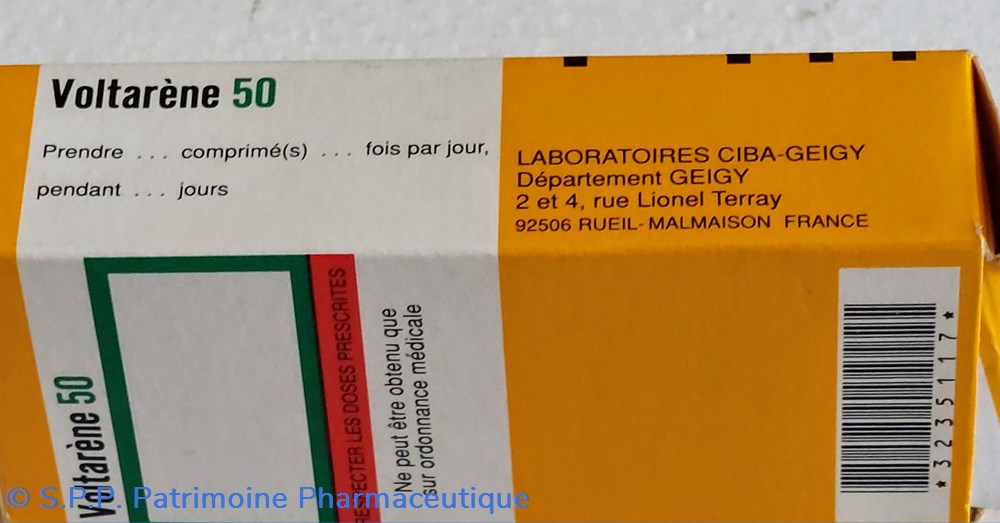 Voltarène 50
Prendre ... comprimé(s) ... fois par jour,
pendant ... jours
LABORATOIRES CIBA-GEIGY
Département GEIGY
2 et 4, rue Lionel Terray
92506 RUEIL-MALMAISON FRANCE
Voltarène 50
RESPECTER LES DOSES PRESCRITES
Ne peut être obtenu que
sur ordonnance médicale
*3235117*
© S.P.P. Patrimoine Pharmaceutique